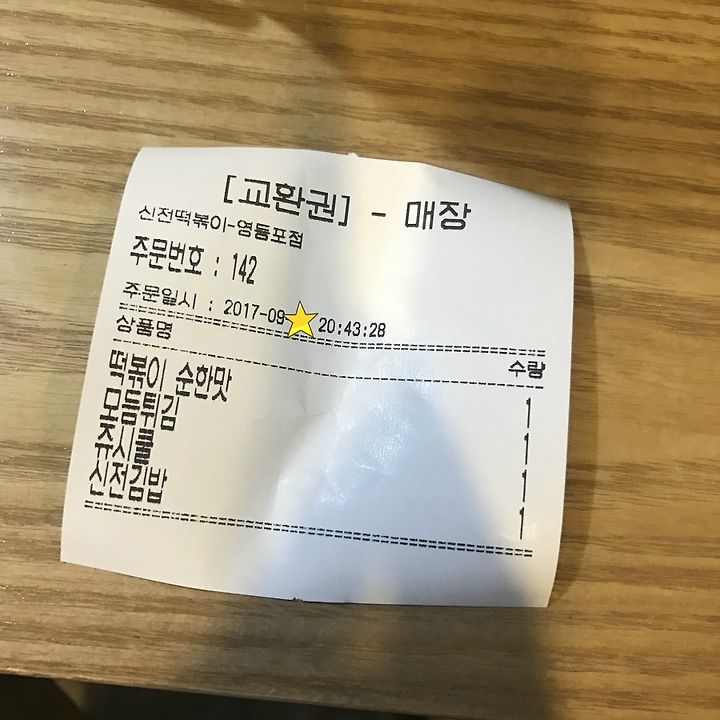 [교환권] - 매장
신전떡볶이-영등포점
주문번호 : 142
주문일시 : 2017-09 20:43:28
상품명 수량
떡볶이 순한맛 1
모듬튀김 1
쥬시쿨 1
신전김밥 1